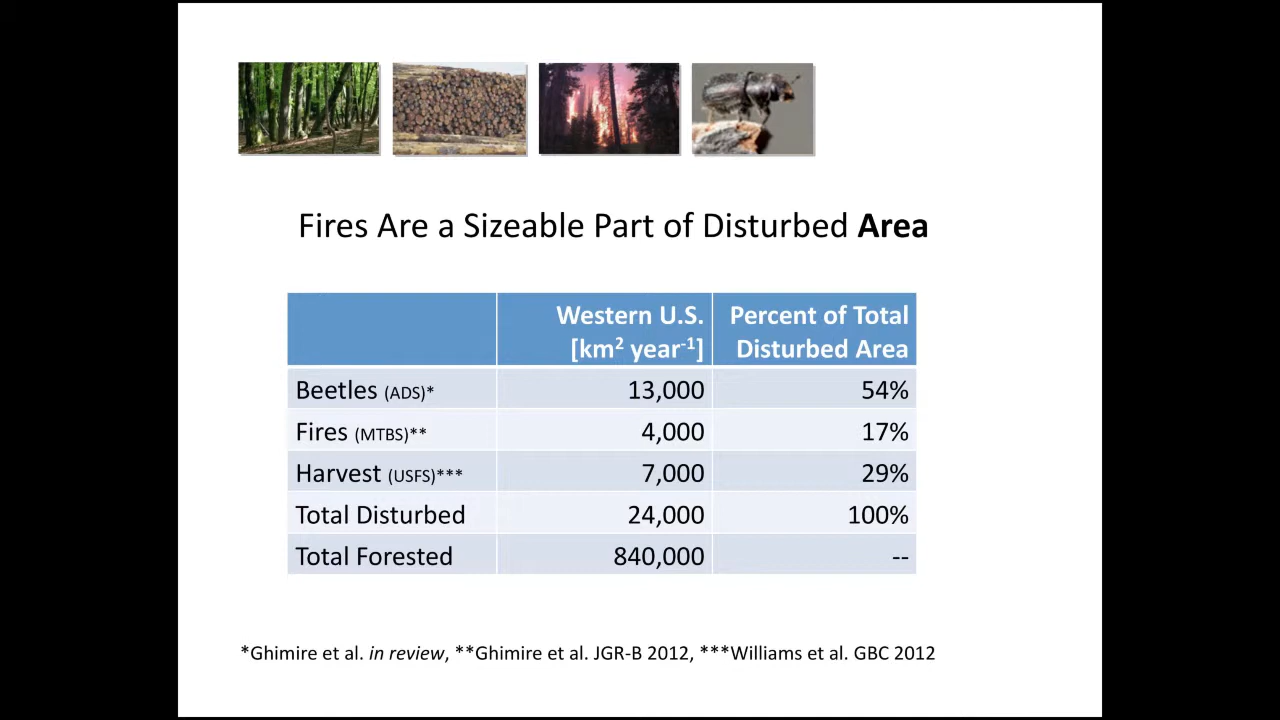 Fires Are a Sizeable Part of Disturbed Area
Western U.S. [km² year⁻¹] Percent of Total Disturbed Area
Beetles (ADS)* 13,000 54%
Fires (MTBS)** 4,000 17%
Harvest (USFS)*** 7,000 29%
Total Disturbed 24,000 100%
Total Forested 840,000 --
*Ghimire et al. in review, **Ghimire et al. JGR-B 2012, ***Williams et al. GBC 2012